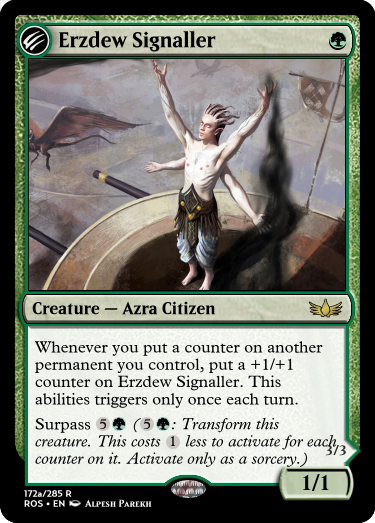 Erzdew Signaller
Creature — Azra Citizen
Whenever you put a counter on another
permanent you control, put a +1/+1
counter on Erzdew Signaller. This
abilities triggers only once each turn.
Surpass 5 (5: Transform this
creature. This costs 1 less to activate for each
counter on it. Activate only as a sorcery.)
3/3
1/1
172a/285 R
ROS • EN Alpesh Parekh